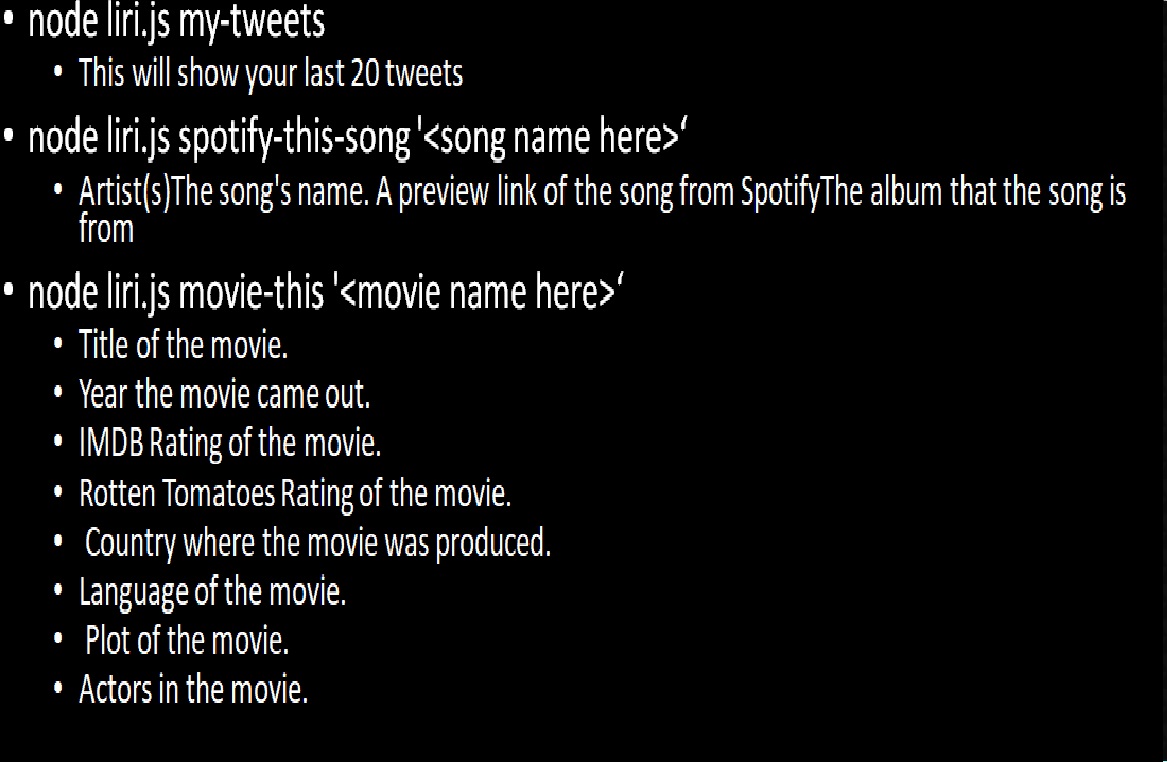 • node liri.js my-tweets
• This will show your last 20 tweets
• node liri.js spotify-this-song '<song name here>‘
• Artist(s)The song's name. A preview link of the song from SpotifyThe album that the song is
from
• node liri.js movie-this '<movie name here>‘
• Title of the movie.
• Year the movie came out.
• IMDB Rating of the movie.
• Rotten Tomatoes Rating of the movie.
• Country where the movie was produced.
• Language of the movie.
• Plot of the movie.
• Actors in the movie.